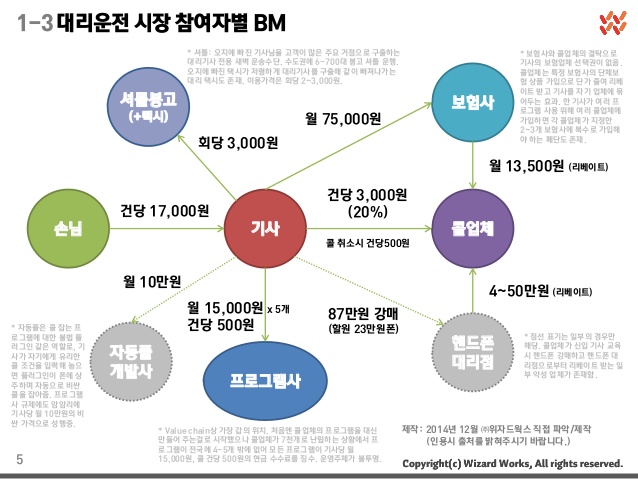 1-3 대리운전 시장 참여자별 BM
* 셔틀: 오지에 빠진 기사님을 고객이 많은 주요 거점으로 구출하는
대리기사 전용 새벽 운송수단. 수도권에 6~700대 봉고 셔틀 운행.
오지에 빠진 택시가 저렴하게 대리기사를 구출해 같이 빠져나가는
대리 택시도 존재. 이용가격은 회당 2~3,000원.
* 보험사와 콜업체의 결탁으로
기사의 보험업체 선택권이 없음.
콜업체는 특정 보험사의 단체보
험 상품 가입으로 단가 줄여 리베
이트 받고 기사를 자기 업체에 묶
어두는 효과. 한 기사가 여러 프
로그램 사용 위해 여러 콜업체에
가입하면 각 콜업체가 지정한
2~3개 보험사에 복수로 가입해
야 하는 폐단도 존재.
셔틀봉고
(+택시)
보험사
월 75,000원
회당 3,000원
월 13,500원 (리베이트)
건당 17,000원
건당 3,000원
(20%)
손님
기사
콜업체
콜 취소시 건당500원
월 10만원
월 15,000원 x 5개
건당 500원
87만원 강매
(할원 23만원폰)
4~50만원 (리베이트)
* 자동똘은 콜 잡는 프
로그램에 대한 불법 플
러그인 같은 역할로, 기
사가 자기에게 유리한
콜 조건을 입력해 놓으
면 플러그인이 폰에 상
주하며 자동으로 비싼
콜을 잡아줌. 프로그램
사 규제에도 암암리에
기사당 월 10만원의 비
싼 가격으로 성행중.
자동똘
개발사
프로그램사
핸드폰
대리점
* 점선 표기는 일부의 경우만
해당. 콜업체가 신입 기사 교육
시 핸드폰 강매하고 핸드폰 대
리점으로부터 리베이트 받는 일
부 악성 업체가 존재함.
* Value chain상 가장 갑의 위치. 처음엔 콜업체의 프로그램을 대신
만들어 주는걸로 시작했으나 콜업체가 7천개로 난립하는 상황에서 프
로그램이 전국에 4~5개 밖에 없어 모든 프로그램이 기사당 월
15,000원, 콜 건당 500원의 현금 수수료를 징수. 운영주체가 불투명.
제작: 2014년 12월 ㈜위자드웍스 직접 파악/제작
(인용시 출처를 밝혀주시기 바랍니다.)
5
Copyright(c) Wizard Works, All rights reserved.